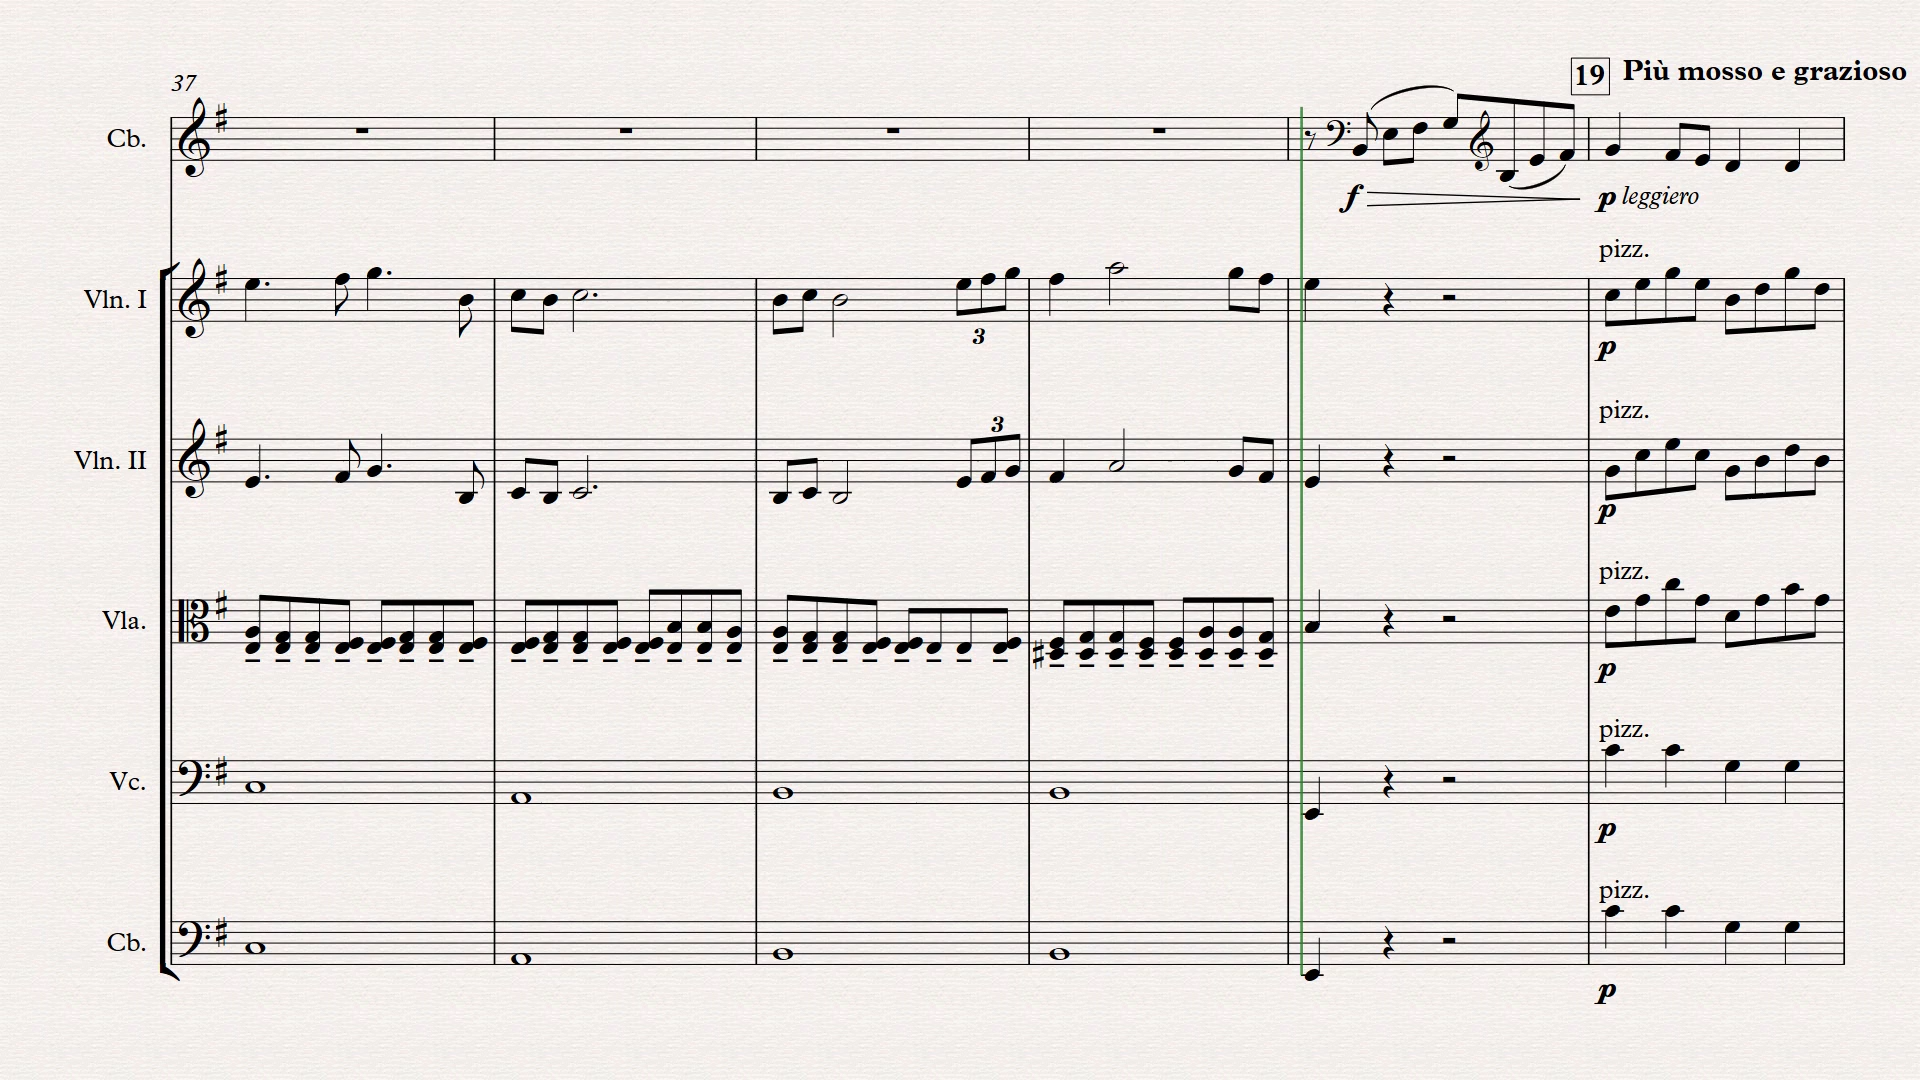 19 Più mosso e grazioso
37
Cb.
f p leggiero
pizz.
Vln. I
3
p
pizz.
3
Vln. II
p
pizz.
Vla.
p
pizz.
Vc.
p
pizz.
Cb.
p